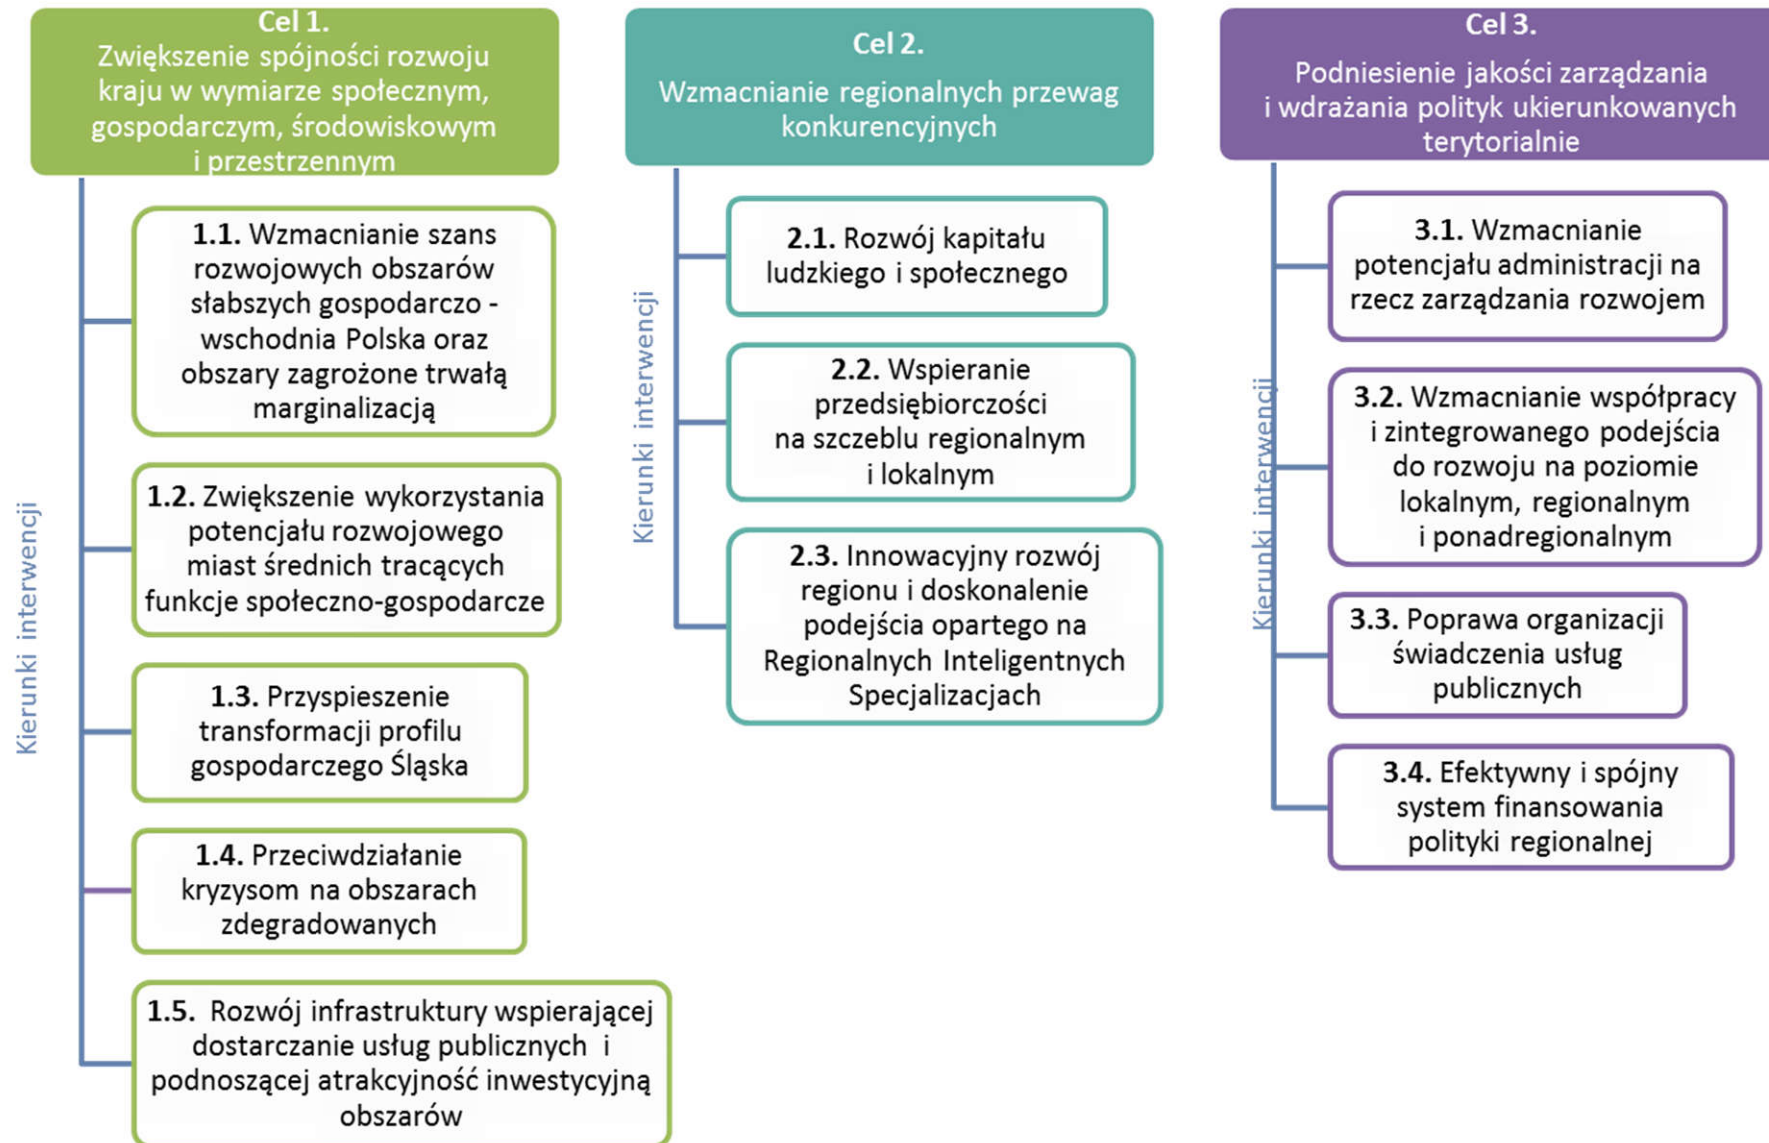 Cel 1.
Zwiększenie spójności rozwoju
kraju w wymiarze społecznym,
gospodarczym, środowiskowym
i przestrzennym
Kierunki interwencji
1.1. Wzmacnianie szans
rozwojowych obszarów
słabszych gospodarczo -
wschodnia Polska oraz
obszary zagrożone trwałą
marginalizacją
1.2. Zwiększenie wykorzystania
potencjału rozwojowego
miast średnich tracących
funkcje społeczno-gospodarcze
1.3. Przyspieszenie
transformacji profilu
gospodarczego Śląska
1.4. Przeciwdziałanie
kryzysom na obszarach
zdegradowanych
1.5. Rozwój infrastruktury wspierającej
dostarczanie usług publicznych i
podnoszącej atrakcyjność inwestycyjną
obszarów
Cel 2.
Wzmacnianie regionalnych przewag
konkurencyjnych
Kierunki interwencji
2.1. Rozwój kapitału
ludzkiego i społecznego
2.2. Wspieranie
przedsiębiorczości
na szczeblu regionalnym
i lokalnym
2.3. Innowacyjny rozwój
regionu i doskonalenie
podejścia opartego na
Regionalnych Inteligentnych
Specjalizacjach
Cel 3.
Podniesienie jakości zarządzania
i wdrażania polityk ukierunkowanych
terytorialnie
Kierunki interwencji
3.1. Wzmacnianie
potencjału administracji na
rzecz zarządzania rozwojem
3.2. Wzmacnianie współpracy
i zintegrowanego podejścia
do rozwoju na poziomie
lokalnym, regionalnym
i ponadregionalnym
3.3. Poprawa organizacji
świadczenia usług
publicznych
3.4. Efektywny i spójny
system finansowania
polityki regionalnej